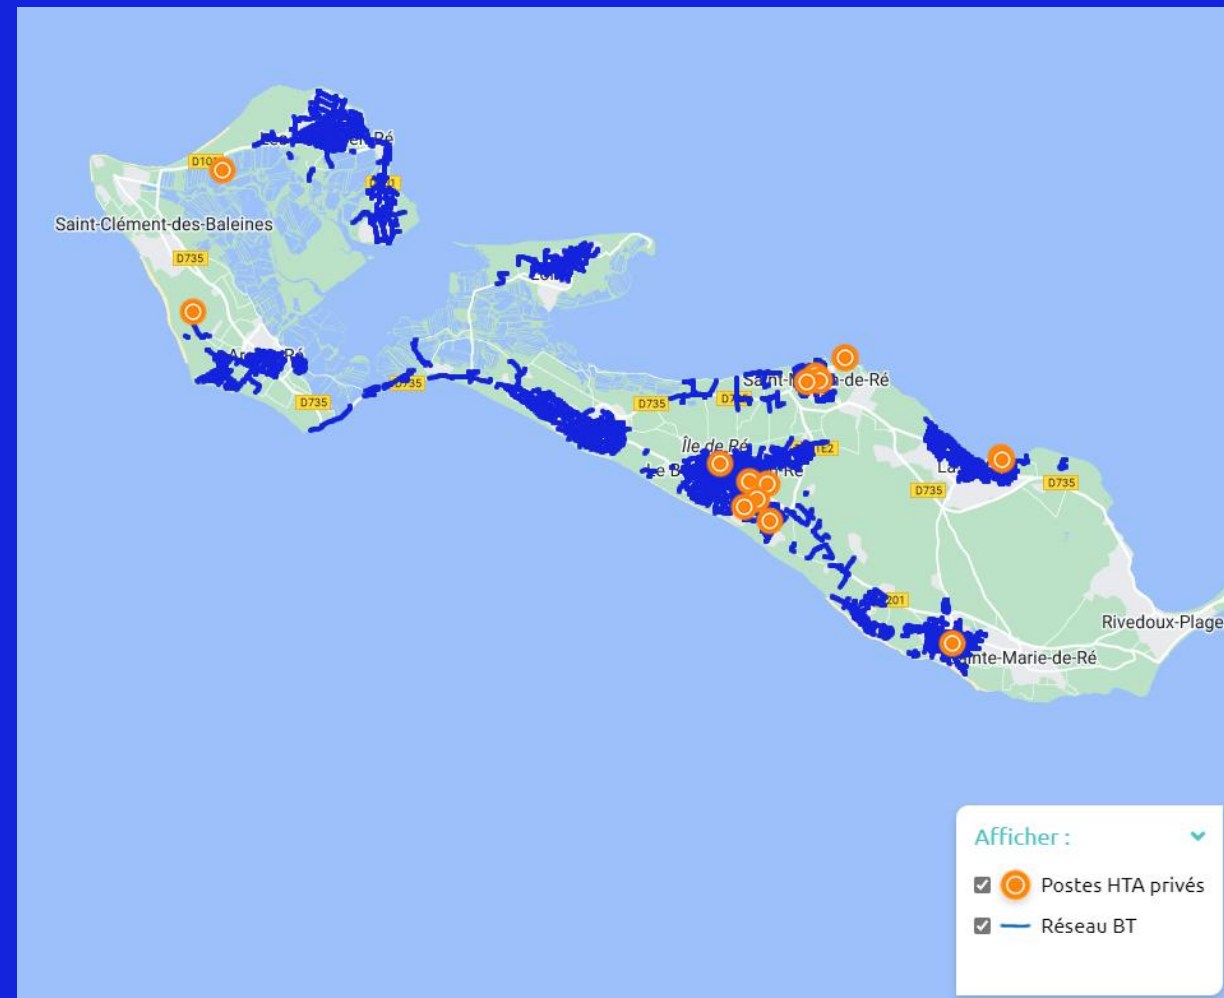 D101
Saint-Clément-des-Baleines
D735
D735
D735
D735
D735
Île de Ré
D735
D735
201
Rivedoux-Plage
Afficher :
Postes HTA privés
Réseau BT